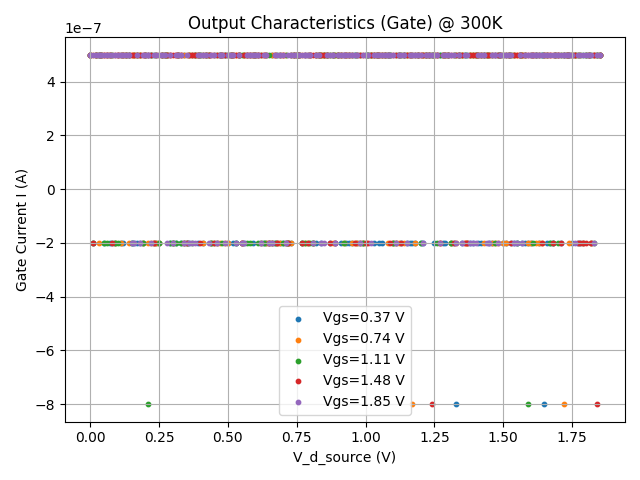 Output Characteristics (Gate) @ 300K
1e−7
4
2
0
−2
−4
−6
−8
Gate Current I (A)
Vgs=0.37 V
Vgs=0.74 V
Vgs=1.11 V
Vgs=1.48 V
Vgs=1.85 V
0.00 0.25 0.50 0.75 1.00 1.25 1.50 1.75
V_d_source (V)